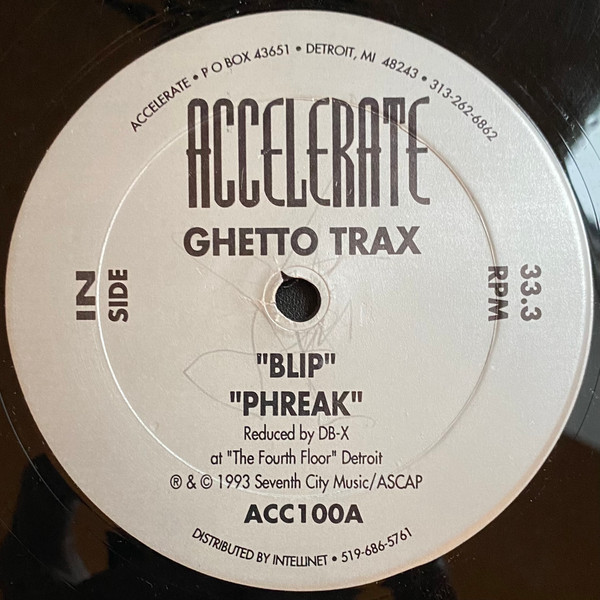 ACCELERATE • P O BOX 43651 • DETROIT, MI 48243 • 313-262-6862
ACCELERATE
GHETTO TRAX
IN
SIDE
33.3
RPM
"BLIP"
"PHREAK"
Reduced by DB-X
at "The Fourth Floor" Detroit
® & © 1993 Seventh City Music/ASCAP
ACC100A
DISTRIBUTED BY INTELLINET • 519-686-5761